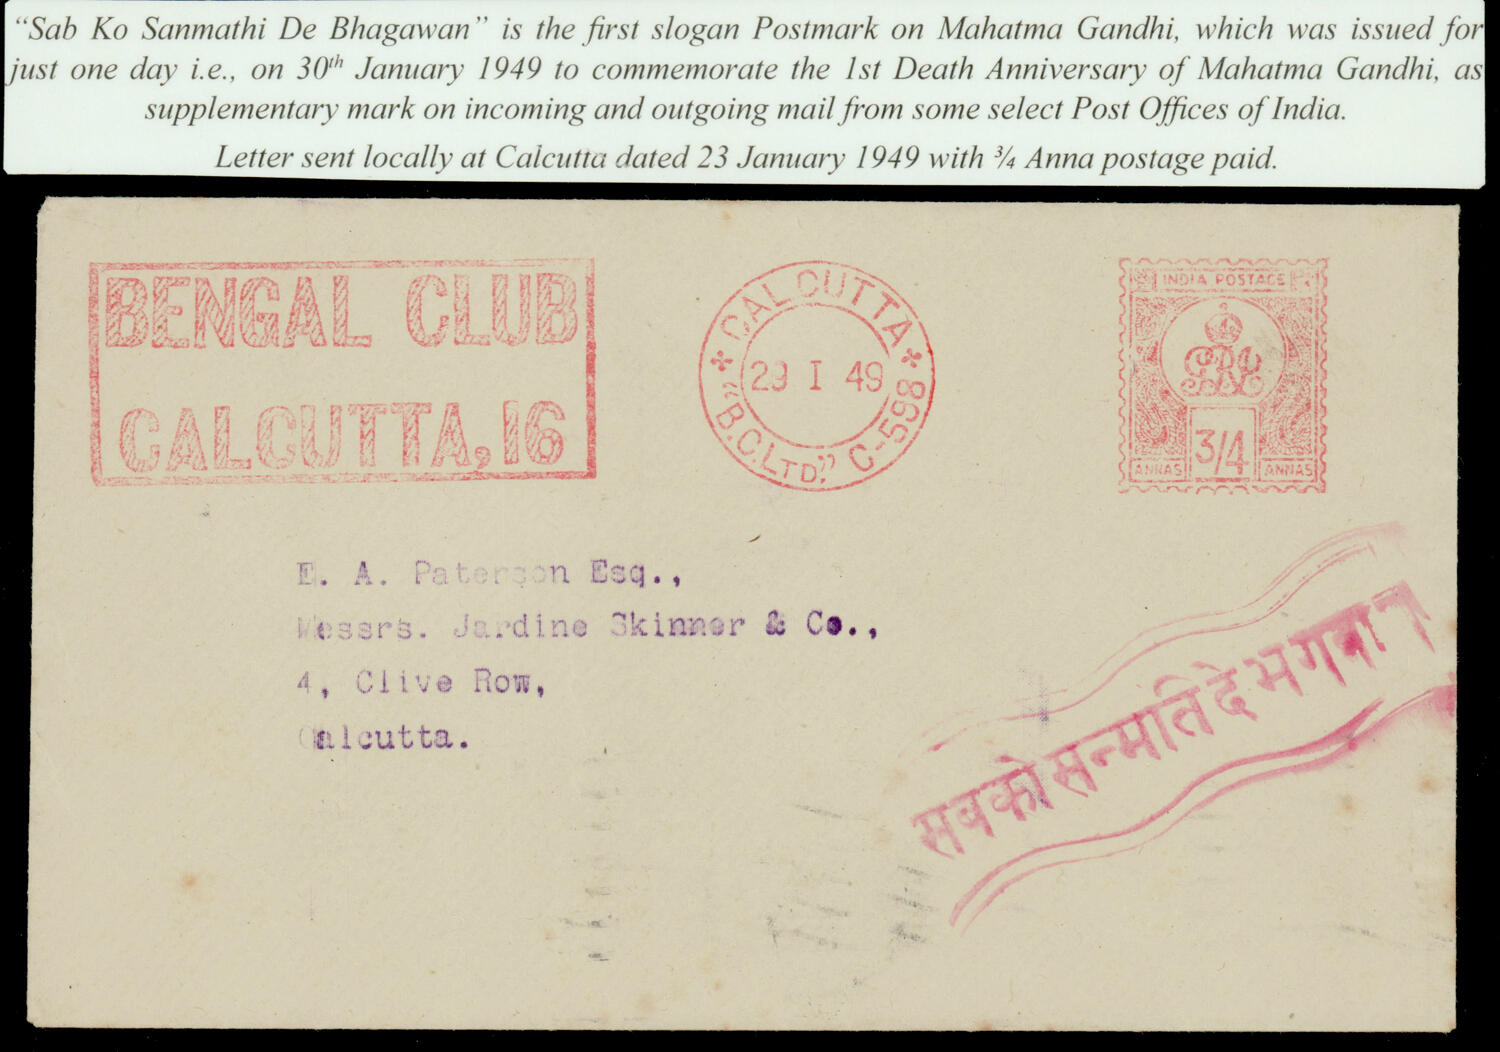 “Sab Ko Sanmathi De Bhagawan” is the first slogan Postmark on Mahatma Gandhi, which was issued for
just one day i.e., on 30th January 1949 to commemorate the 1st Death Anniversary of Mahatma Gandhi, as
supplementary mark on incoming and outgoing mail from some select Post Offices of India.
Letter sent locally at Calcutta dated 23 January 1949 with ¾ Anna postage paid.
BENGAL CLUB
CALCUTTA,16
CALCUTTA
29 I 49
"B.C.LTD," C-598
INDIA POSTAGE
3/4
ANNAS ANNAS
E. A. Paterson Esq.,
Messrs. Jardine Skinner & Co.,
4, Clive Row,
Calcutta.
सबको सन्मति दे भगवान